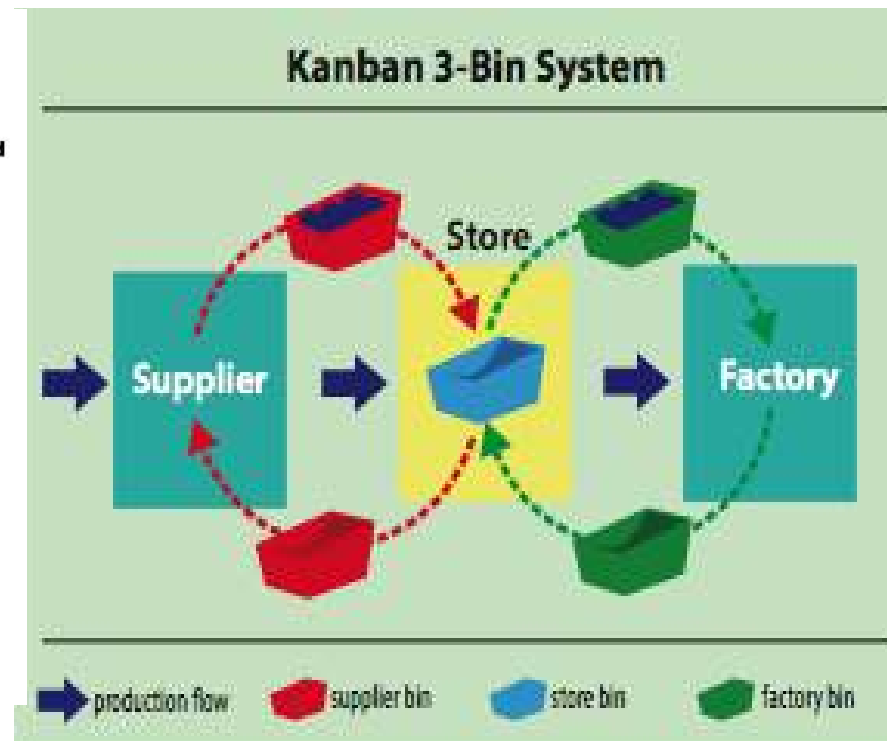 Kanban 3-Bin System
Store
Supplier
Factory
production flow
supplier bin
store bin
factory bin